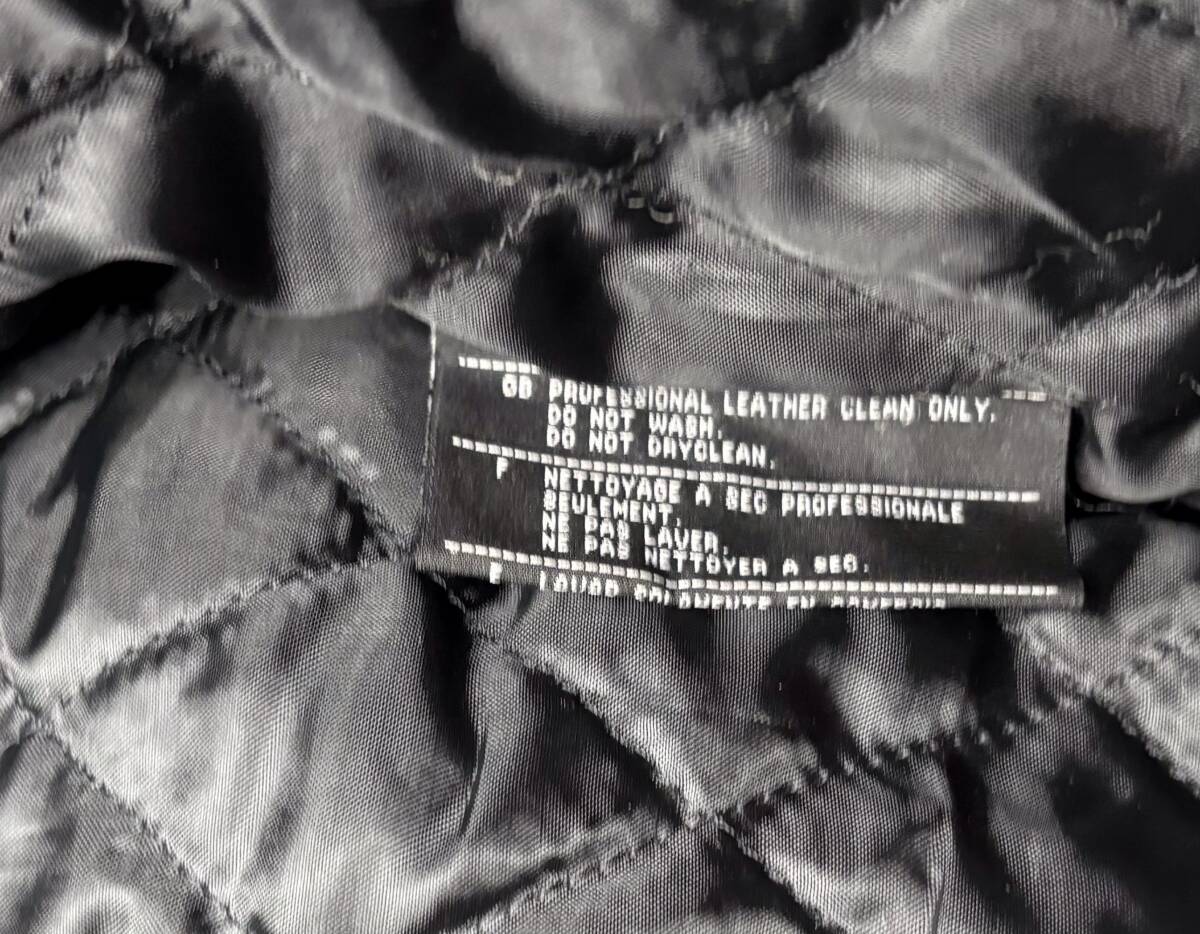 GB PROFESSIONAL LEATHER CLEAN ONLY.
DO NOT WASH.
DO NOT DRYCLEAN.
F NETTOYAGE A SEC PROFESSIONALE
SEULEMENT.
NE PAS LAVER.
NE PAS NETTOYER A SEC.
E